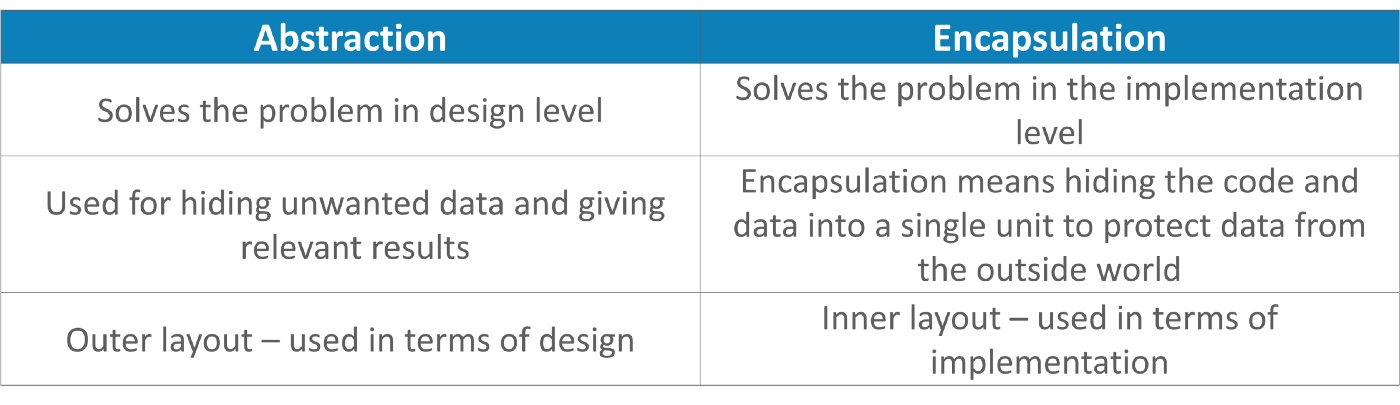 Abstraction
Encapsulation
Solves the problem in design level
Solves the problem in the implementation
level
Used for hiding unwanted data and giving
relevant results
Encapsulation means hiding the code and
data into a single unit to protect data from
the outside world
Outer layout – used in terms of design
Inner layout – used in terms of
implementation